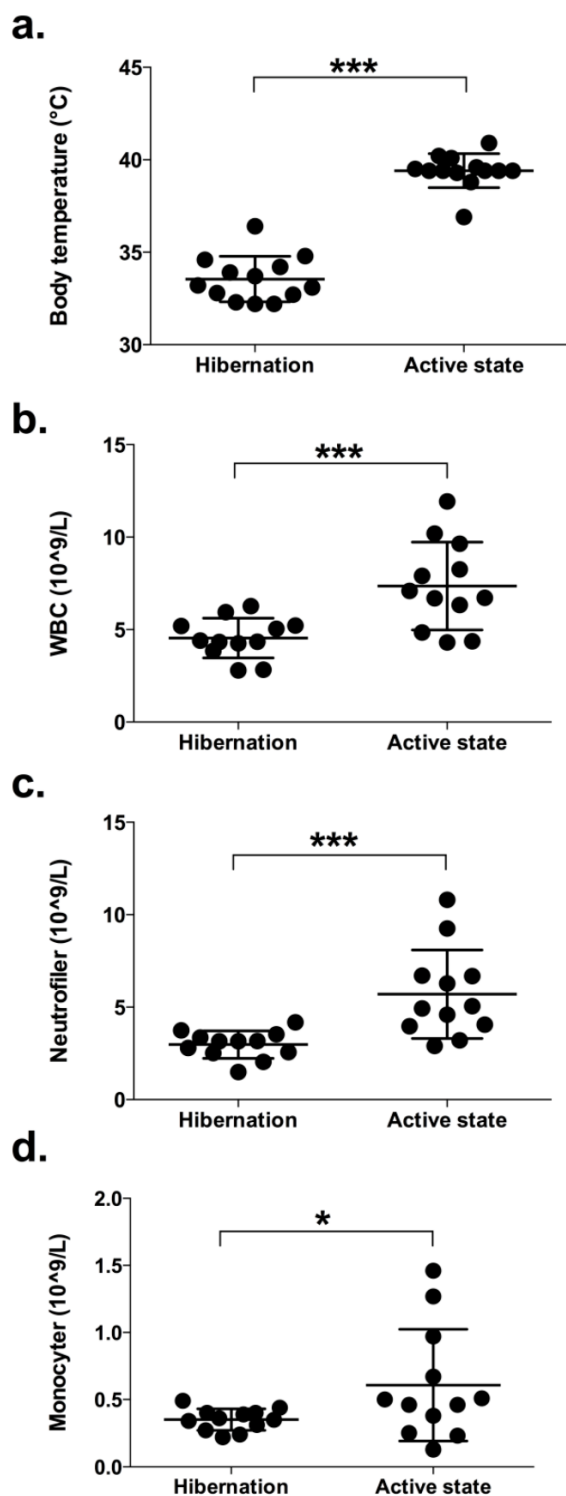 a.
***
45
40
35
30
Body temperature (°C)
Hibernation Active state
b.
***
15
10
5
0
WBC (10^9/L)
Hibernation Active state
c.
***
15
10
5
0
Neutrofiler (10^9/L)
Hibernation Active state
d.
*
2.0
1.5
1.0
0.5
0.0
Monocyter (10^9/L)
Hibernation Active state